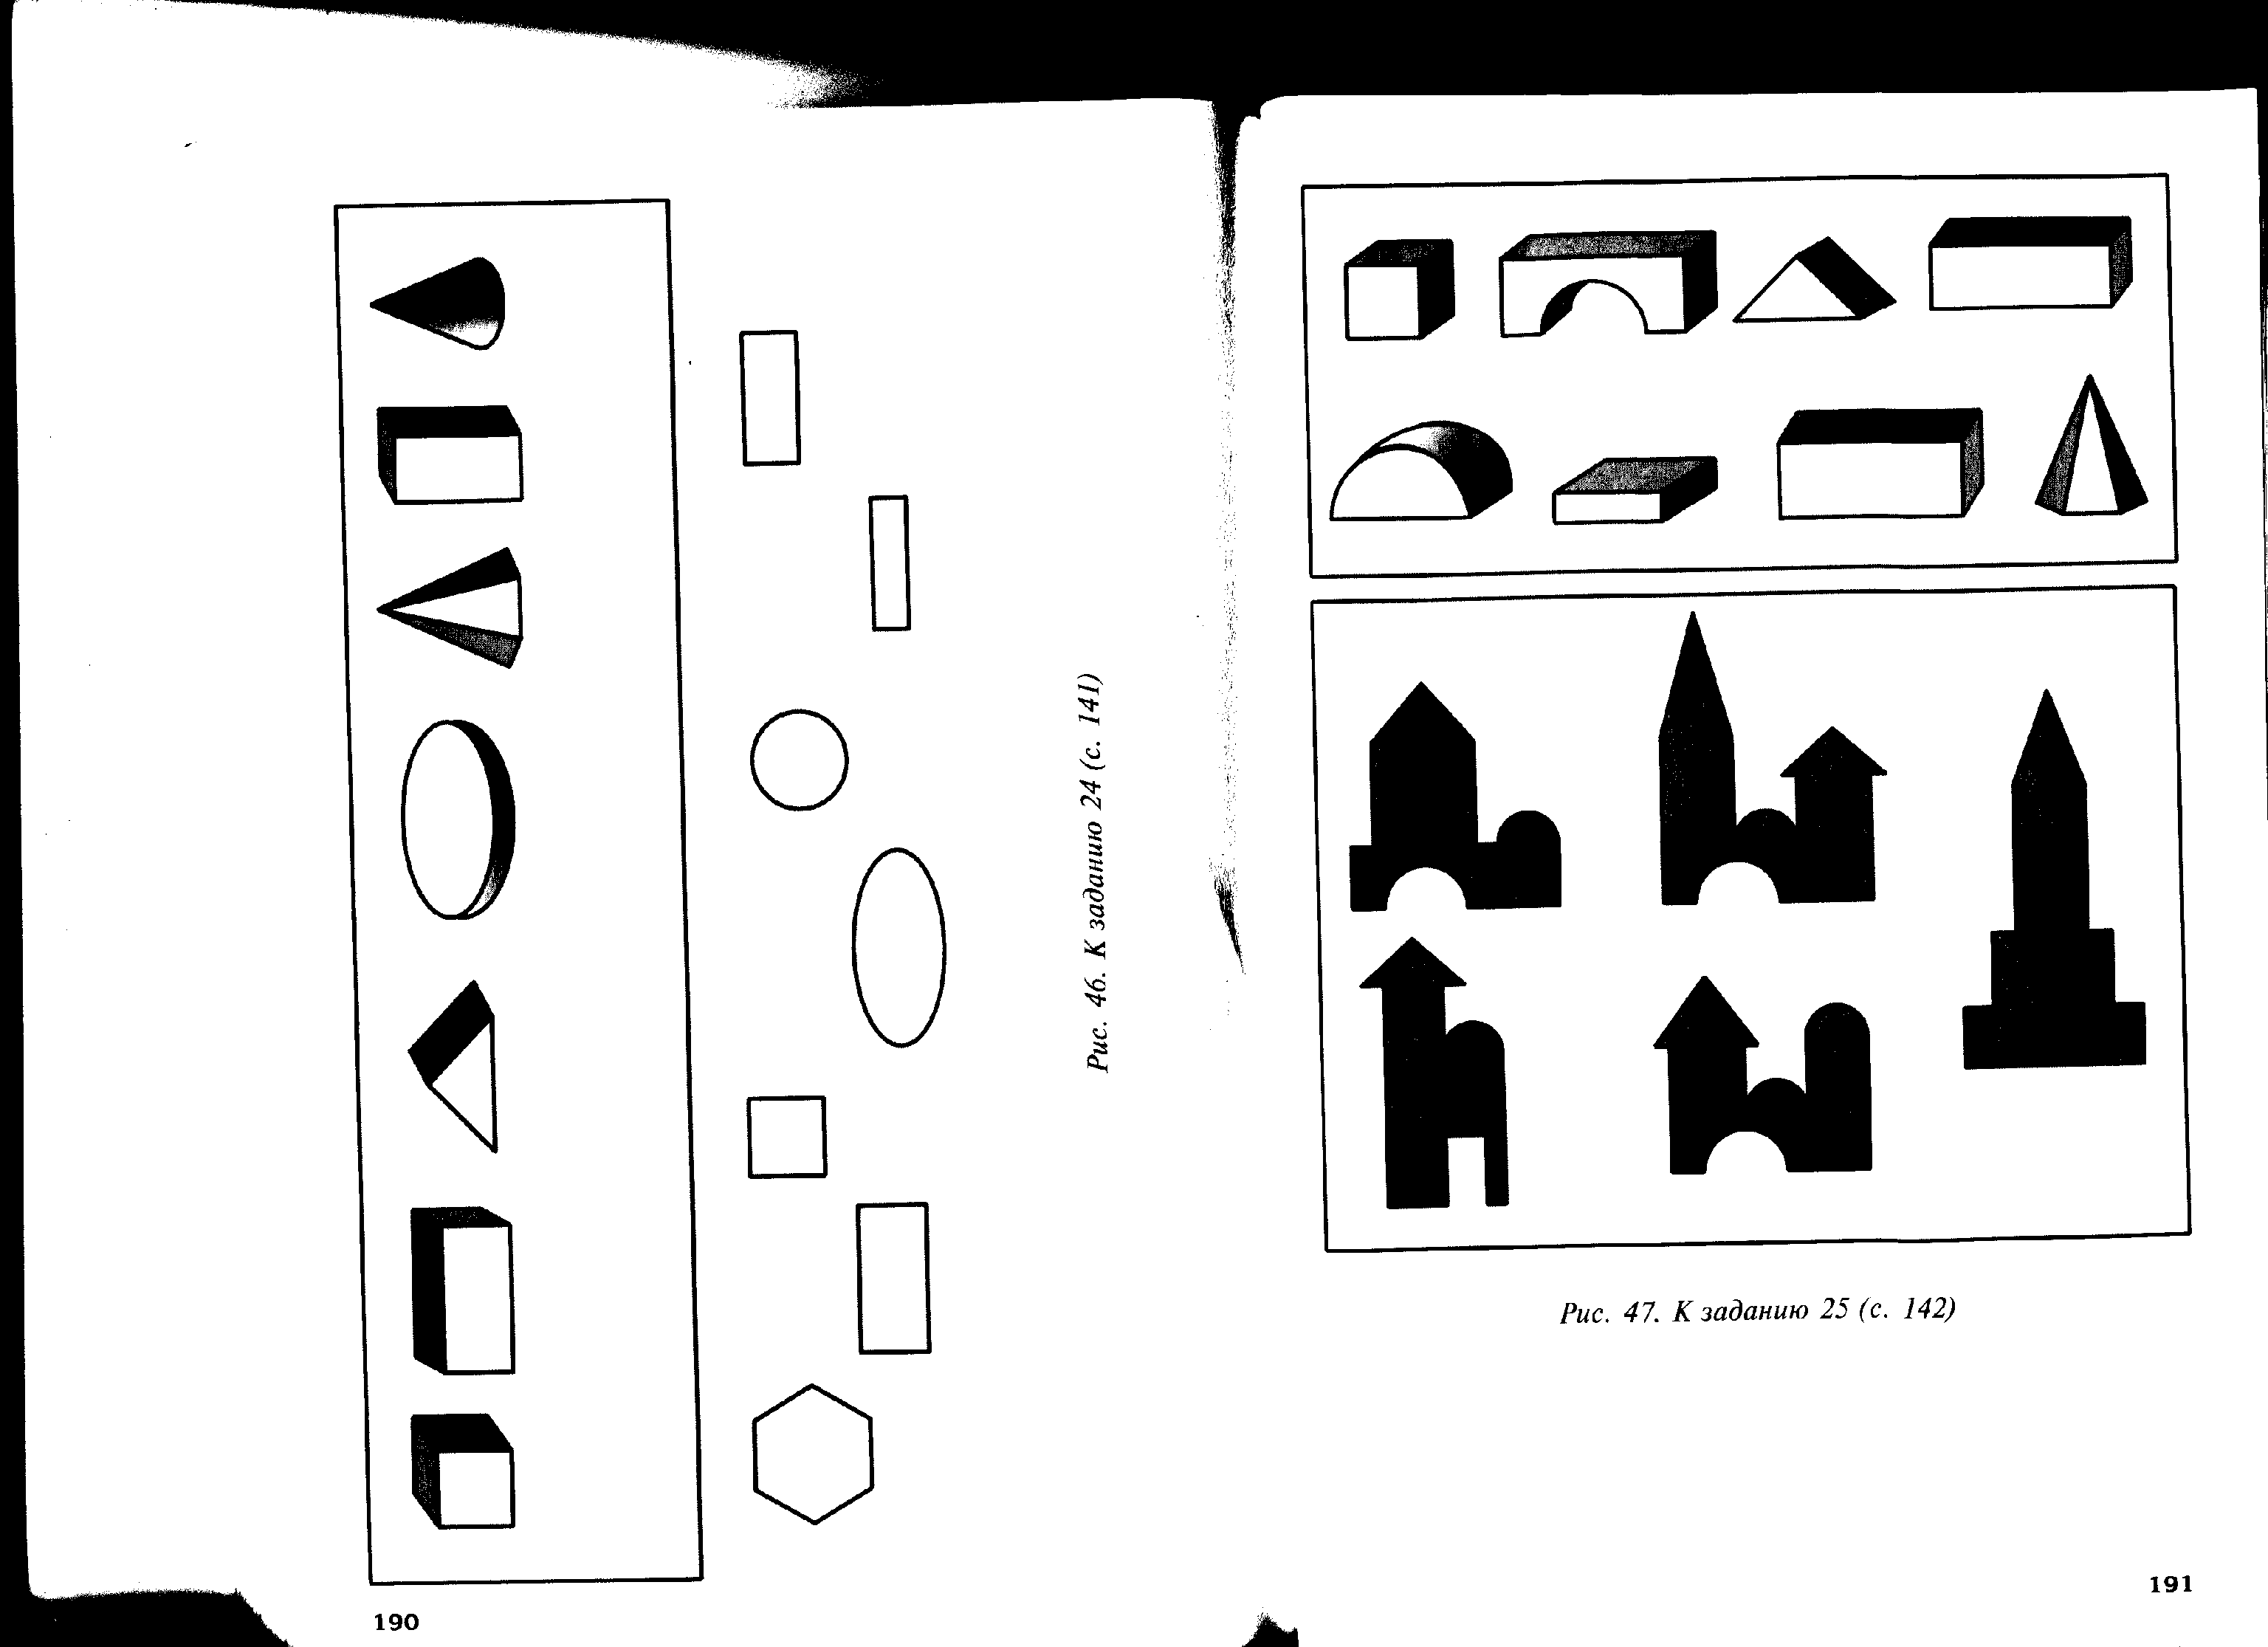 Рис. 46. К заданию 24 (с. 141)
190
Рис. 47. К заданию 25 (с. 142)
191